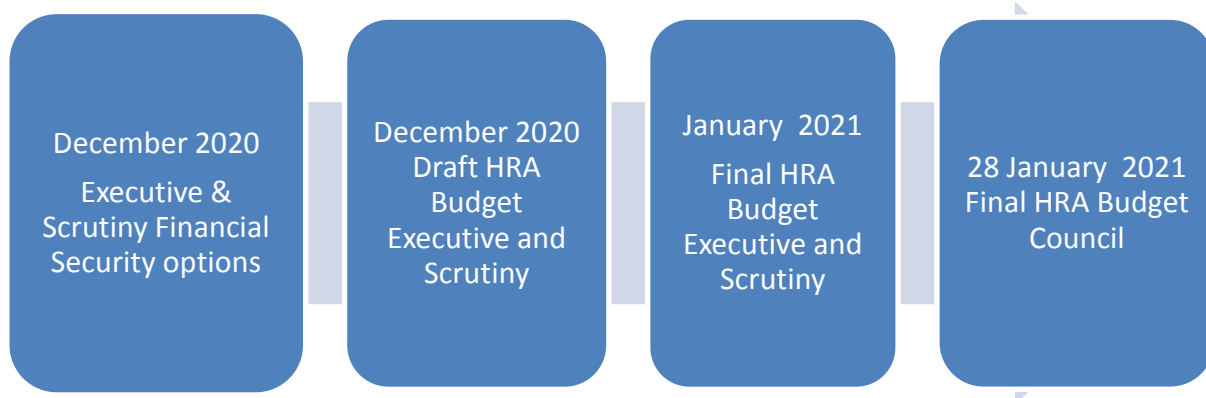 December 2020
Executive &
Scrutiny Financial
Security options
December 2020
Draft HRA
Budget
Executive and
Scrutiny
January  2021
Final HRA
Budget
Executive and
Scrutiny
28 January  2021
Final HRA Budget
Council